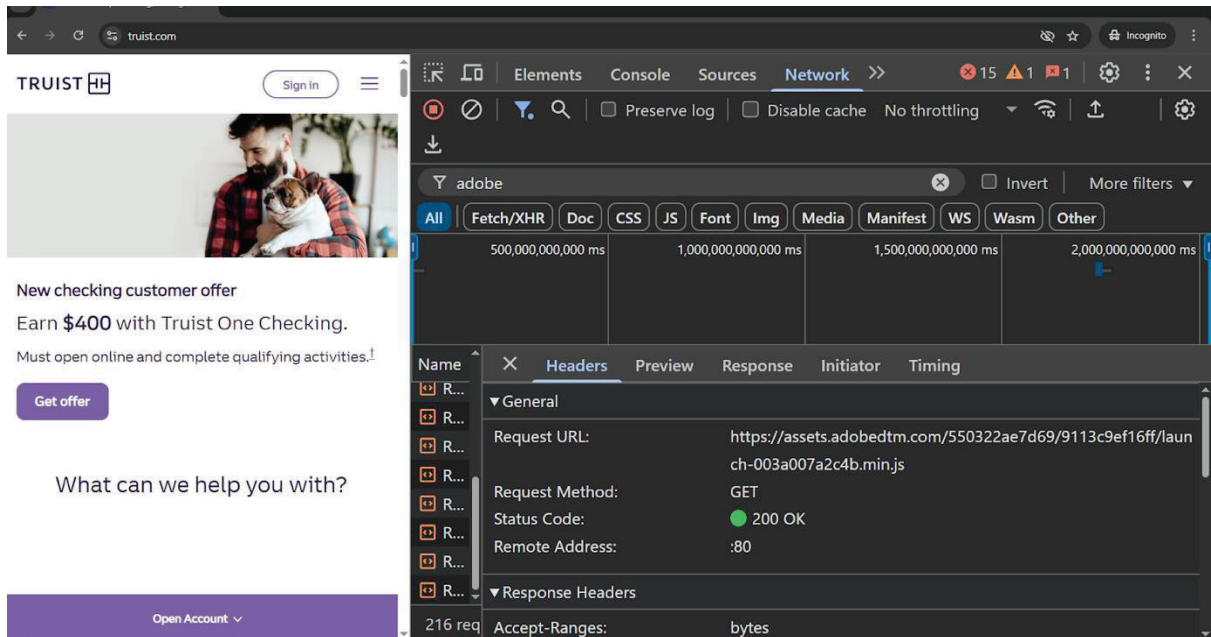 truist.com
Incognito
TRUIST
Sign in
New checking customer offer
Earn $400 with Truist One Checking.
Must open online and complete qualifying activities.†
Get offer
What can we help you with?
Open Account
Elements Console Sources Network 15 1 1
Preserve log Disable cache No throttling
adobe Invert More filters
All Fetch/XHR Doc CSS JS Font Img Media Manifest WS Wasm Other
500,000,000,000 ms 1,000,000,000,000 ms 1,500,000,000,000 ms 2,000,000,000,000 ms
Name Headers Preview Response Initiator Timing
R...
R...
R...
R...
R...
R...
R...
R...
216 req
General
Request URL: https://assets.adobedtm.com/550322ae7d69/9113c9ef16ff/laun
ch-003a007a2c4b.min.js
Request Method: GET
Status Code: 200 OK
Remote Address: :80
Response Headers
Accept-Ranges: bytes